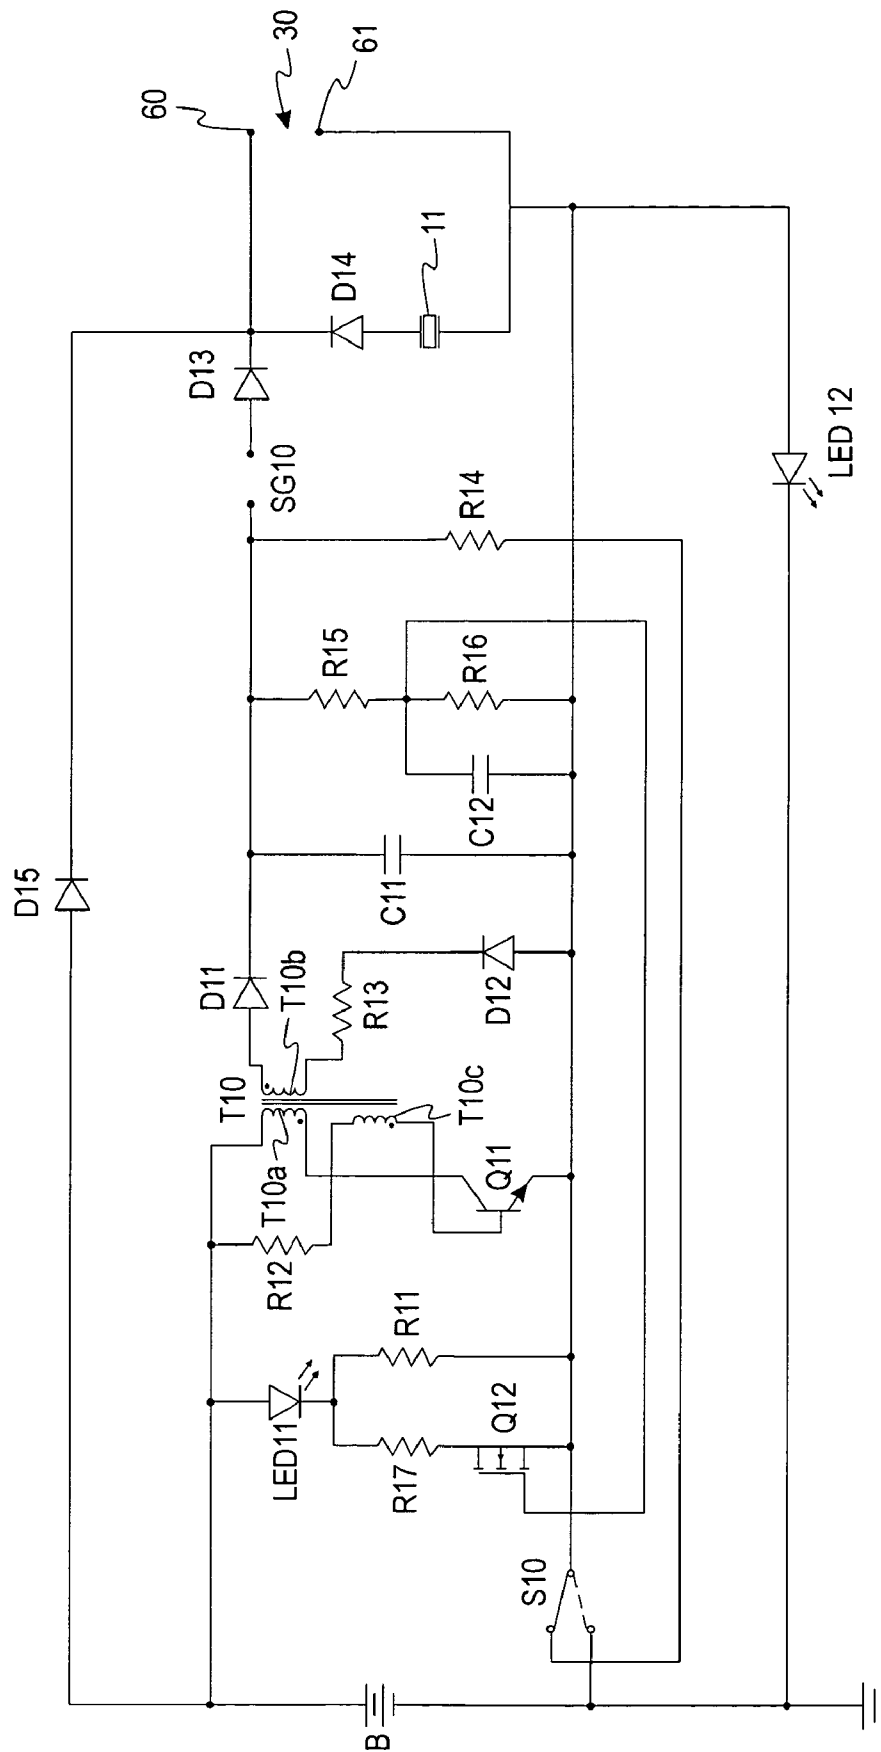 60
30
61
D13
D14
11
SG10
R14
LED 12
R15
R16
C12
C11
D15
D11
T10b
R13
D12
T10
T10c
T10a
Q11
R12
R11
LED11
Q12
R17
S10
B